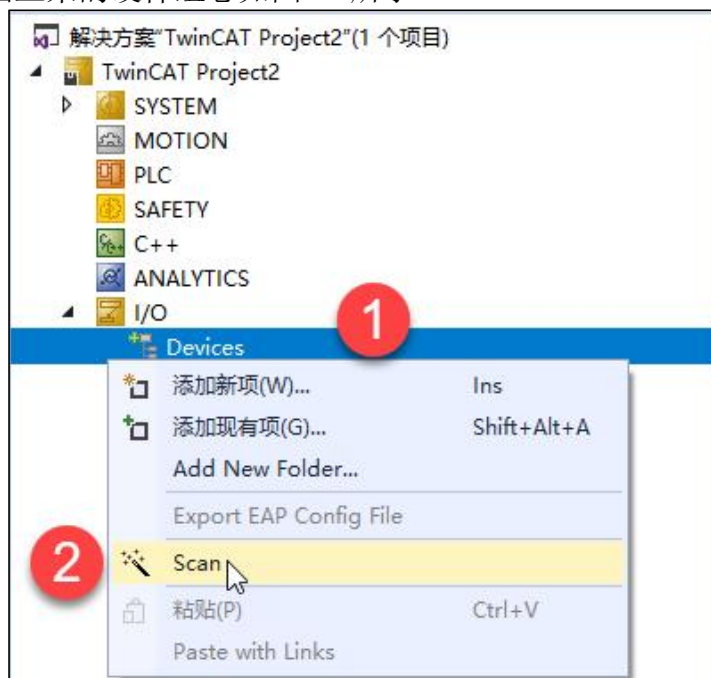 解决方案"TwinCAT Project2"(1 个项目)
TwinCAT Project2
SYSTEM
MOTION
PLC
SAFETY
C++
ANALYTICS
I/O
1
Devices
添加新项(W)... Ins
添加现有项(G)... Shift+Alt+A
Add New Folder...
Export EAP Config File
2 Scan
粘贴(P) Ctrl+V
Paste with Links